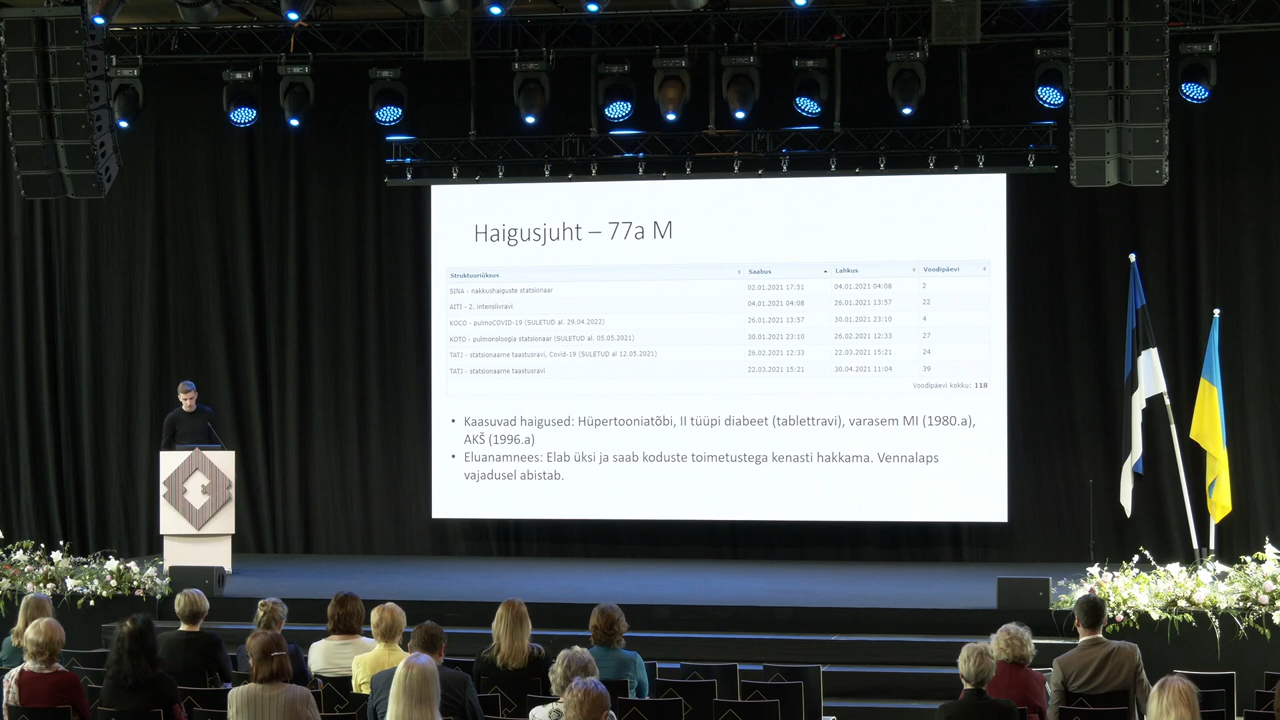 Haigusjuht – 77a M
Struktuuriüksus Saabus Lahkus Voodipäevi
SINA - nakkushaiguste statsionaar 02.01.2021 17:51 04.01.2021 04:08 2
AITI - 2. intensiivravi 04.01.2021 04:08 26.01.2021 13:57 22
KOCO - pulmoCOVID-19 (SULETUD al. 29.04.2022) 26.01.2021 13:57 30.01.2021 23:10 4
KOTO - pulmonoloogia statsionaar (SULETUD al. 05.05.2021) 30.01.2021 23:10 26.02.2021 12:33 27
TATJ - statsionaarne taastusravi, Covid-19 (SULETUD al 12.05.2021) 26.02.2021 12:33 22.03.2021 15:21 24
TATJ - statsionaarne taastusravi 22.03.2021 15:21 30.04.2021 11:04 39
Voodipäevi kokku: 118
• Kaasuvad haigused: Hüpertooniatõbi, II tüüpi diabeet (tablettravi), varasem MI (1980.a),
AKŠ (1996.a)
• Eluanamnees: Elab üksi ja saab koduste toimetustega kenasti hakkama. Vennalaps
vajadusel abistab.